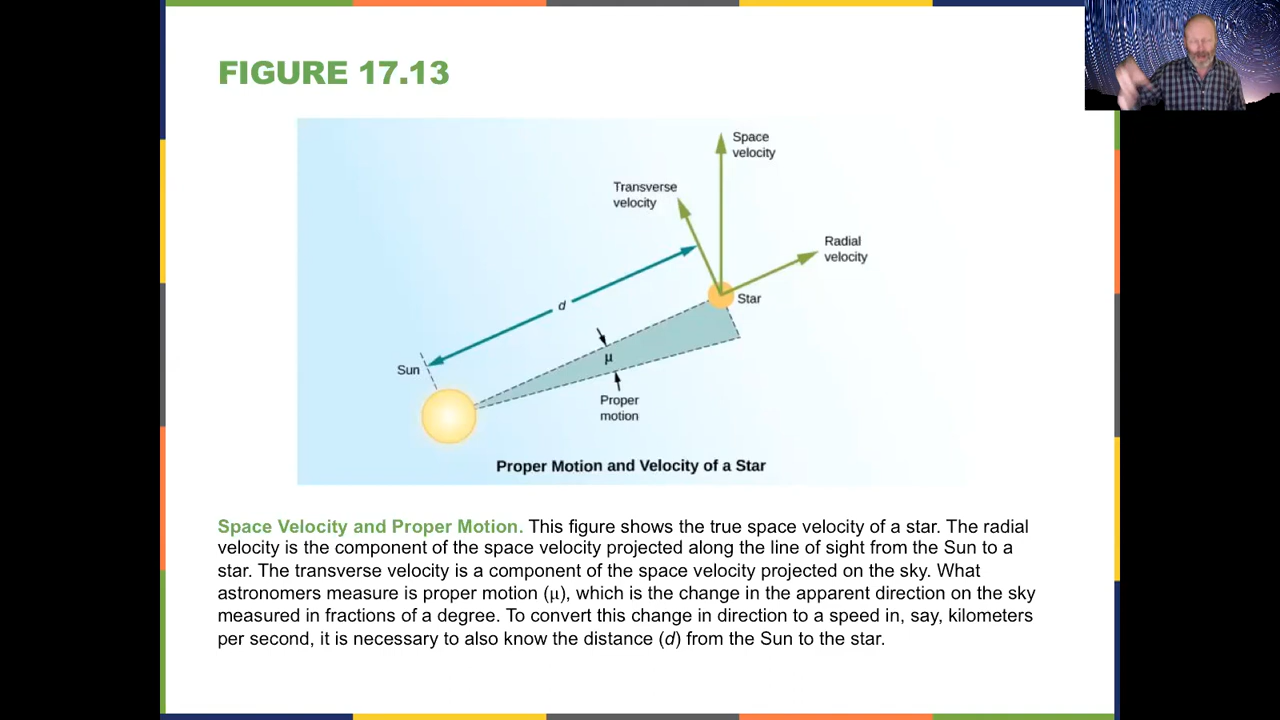 FIGURE 17.13
Space
velocity
Transverse
velocity
Radial
velocity
d
Star
μ
Sun
Proper
motion
Proper Motion and Velocity of a Star
Space Velocity and Proper Motion. This figure shows the true space velocity of a star. The radial
velocity is the component of the space velocity projected along the line of sight from the Sun to a
star. The transverse velocity is a component of the space velocity projected on the sky. What
astronomers measure is proper motion (μ), which is the change in the apparent direction on the sky
measured in fractions of a degree. To convert this change in direction to a speed in, say, kilometers
per second, it is necessary to also know the distance (d) from the Sun to the star.